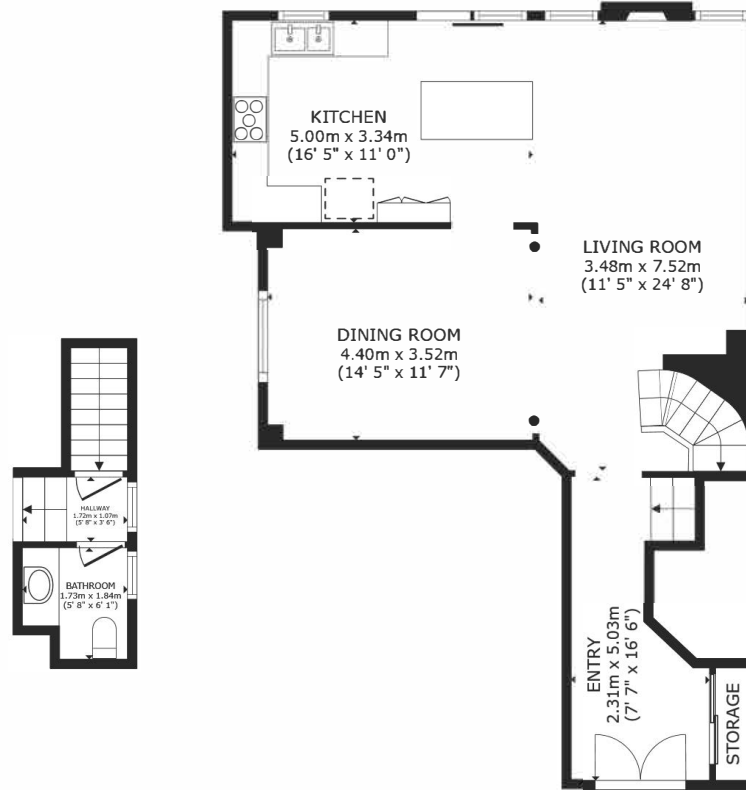 KITCHEN
5.00m x 3.34m
(16' 5" x 11' 0")
LIVING ROOM
3.48m x 7.52m
(11' 5" x 24' 8")
DINING ROOM
4.40m x 3.52m
(14' 5" x 11' 7")
HALLWAY
1.72m x 1.07m
(5' 8" x 3' 6")
BATHROOM
1.73m x 1.84m
(5' 8" x 6' 1")
ENTRY
2.31m x 5.03m
(7' 7" x 16' 6")
STORAGE